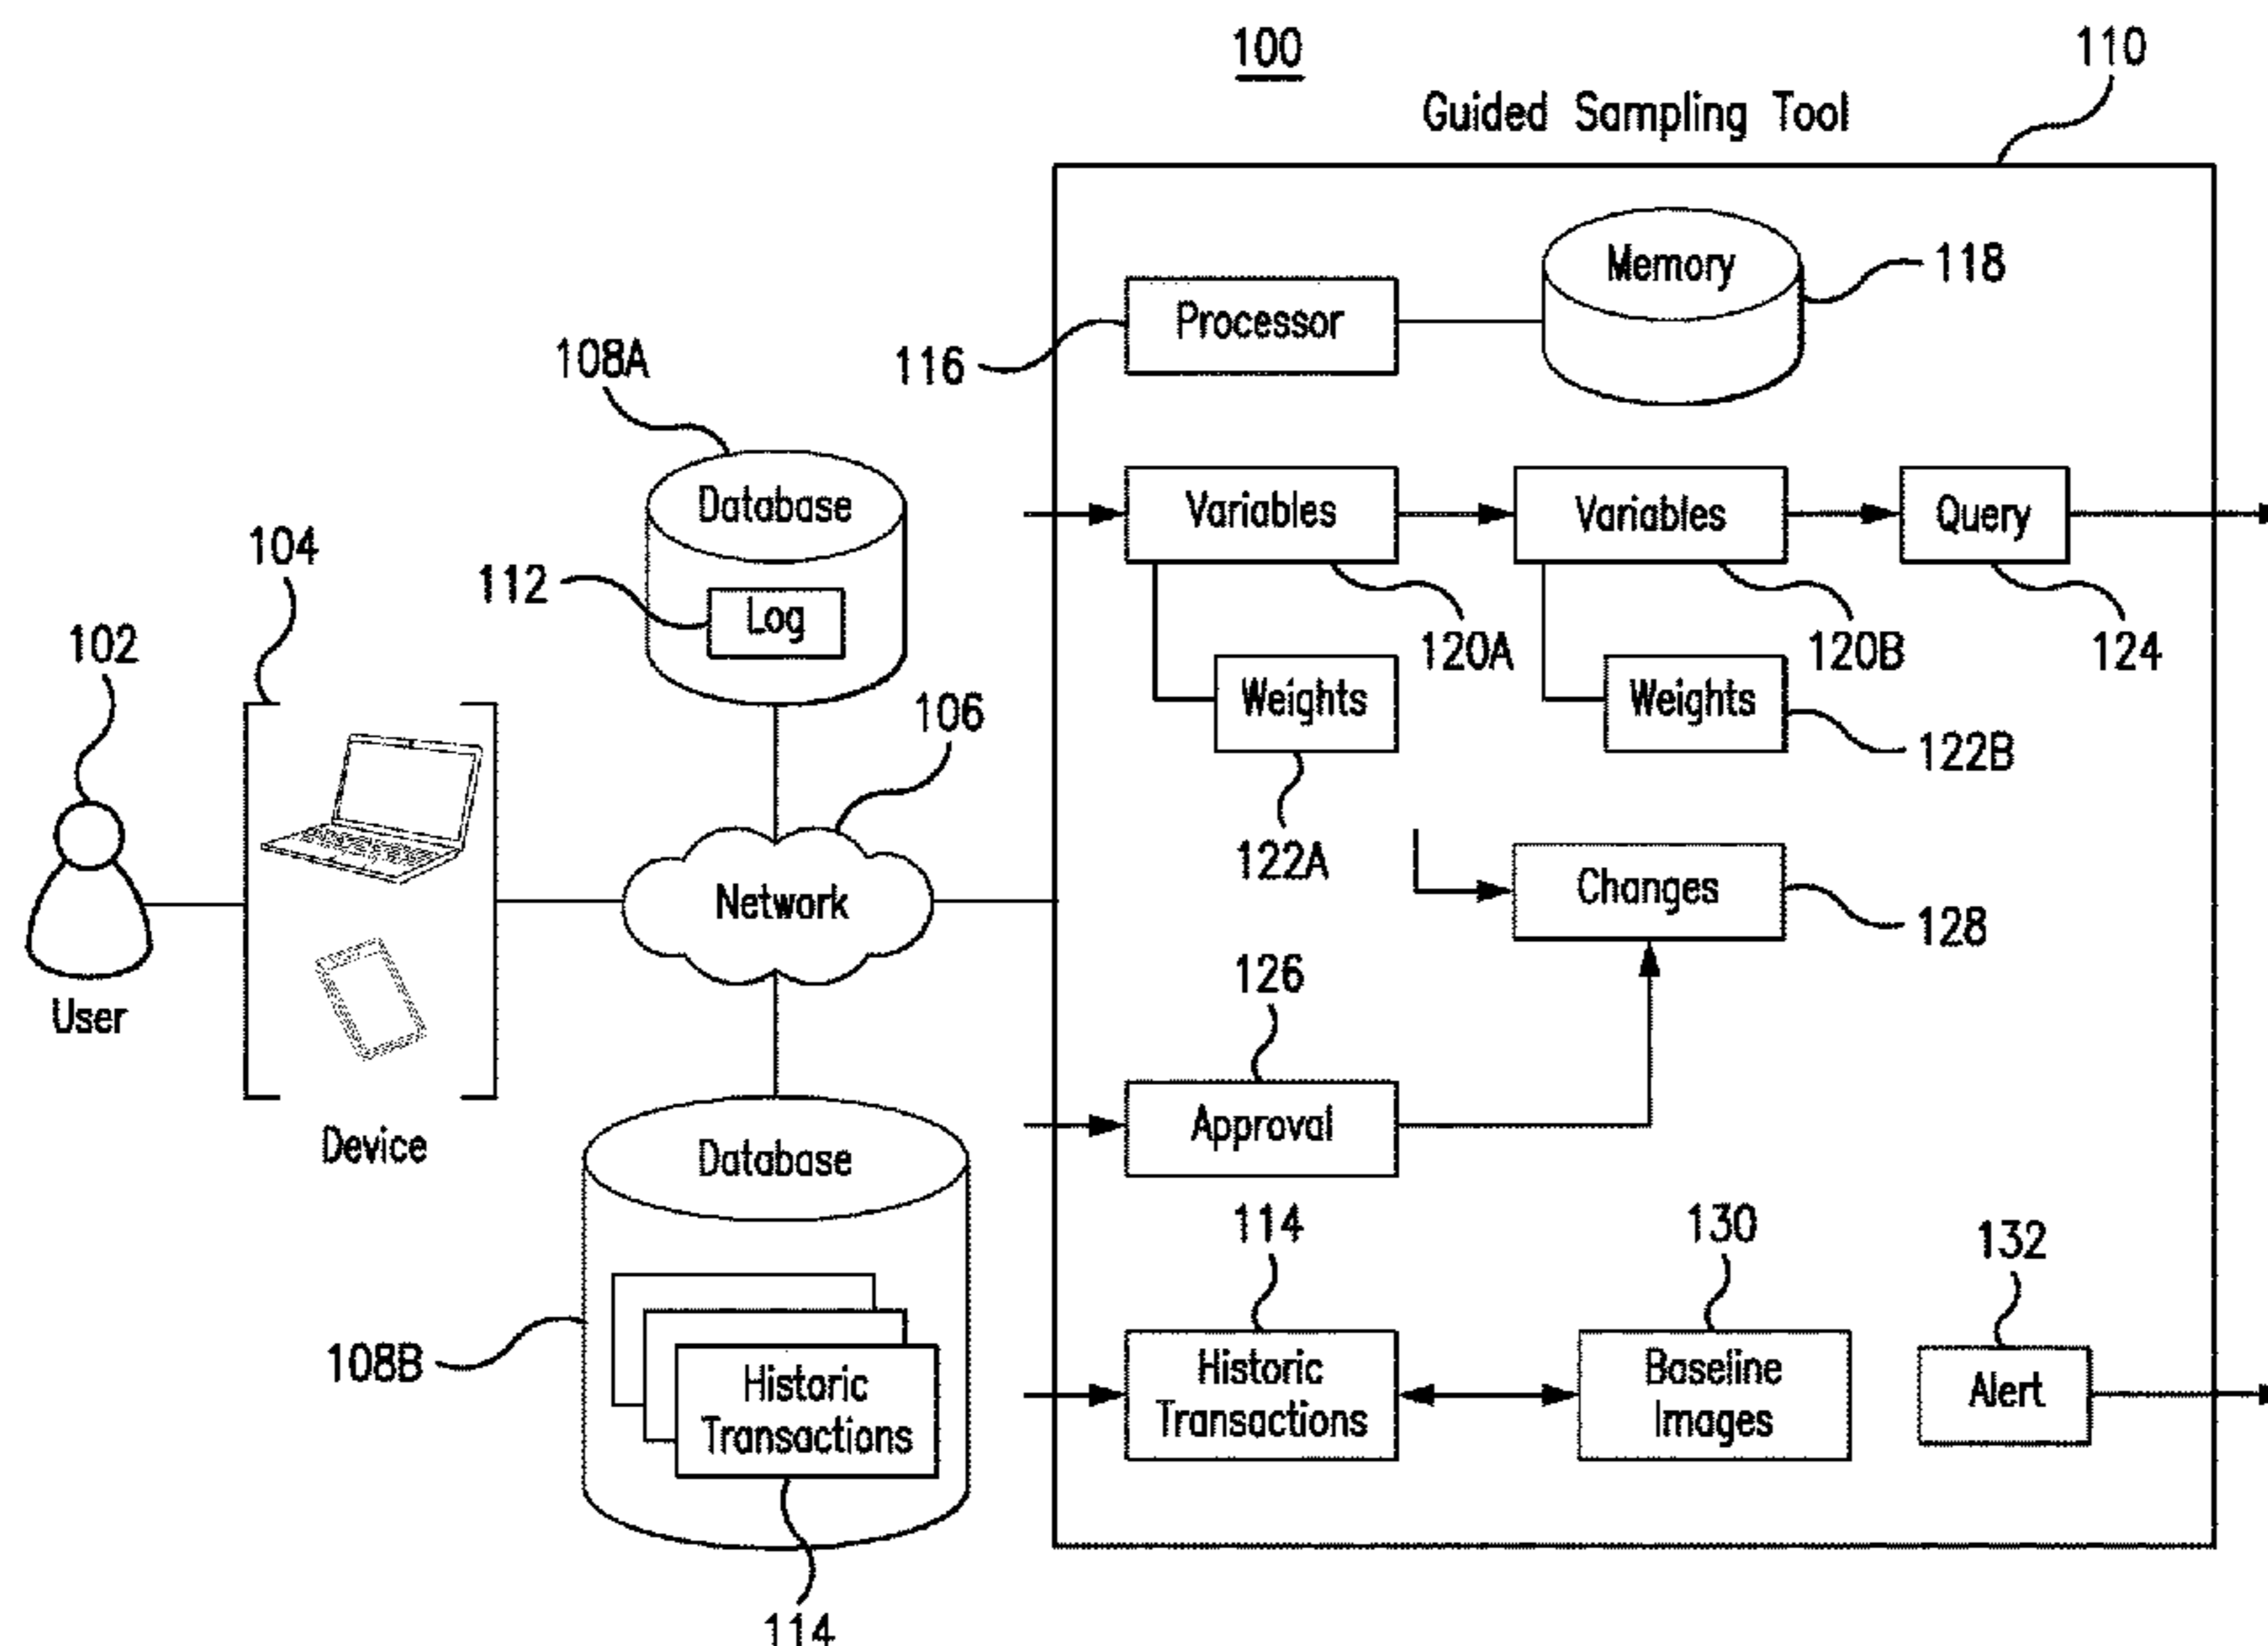 100
110
Guided Sampling Tool
Memory
118
Processor
116
108A
Database
112
Log
Variables
Variables
Query
120A
120B
124
Weights
Weights
122A
122B
104
102
User
Device
106
Network
Changes
128
126
Approval
Database
108B
Historic
Transactions
114
114
Historic
Transactions
130
Baseline
Images
132
Alert